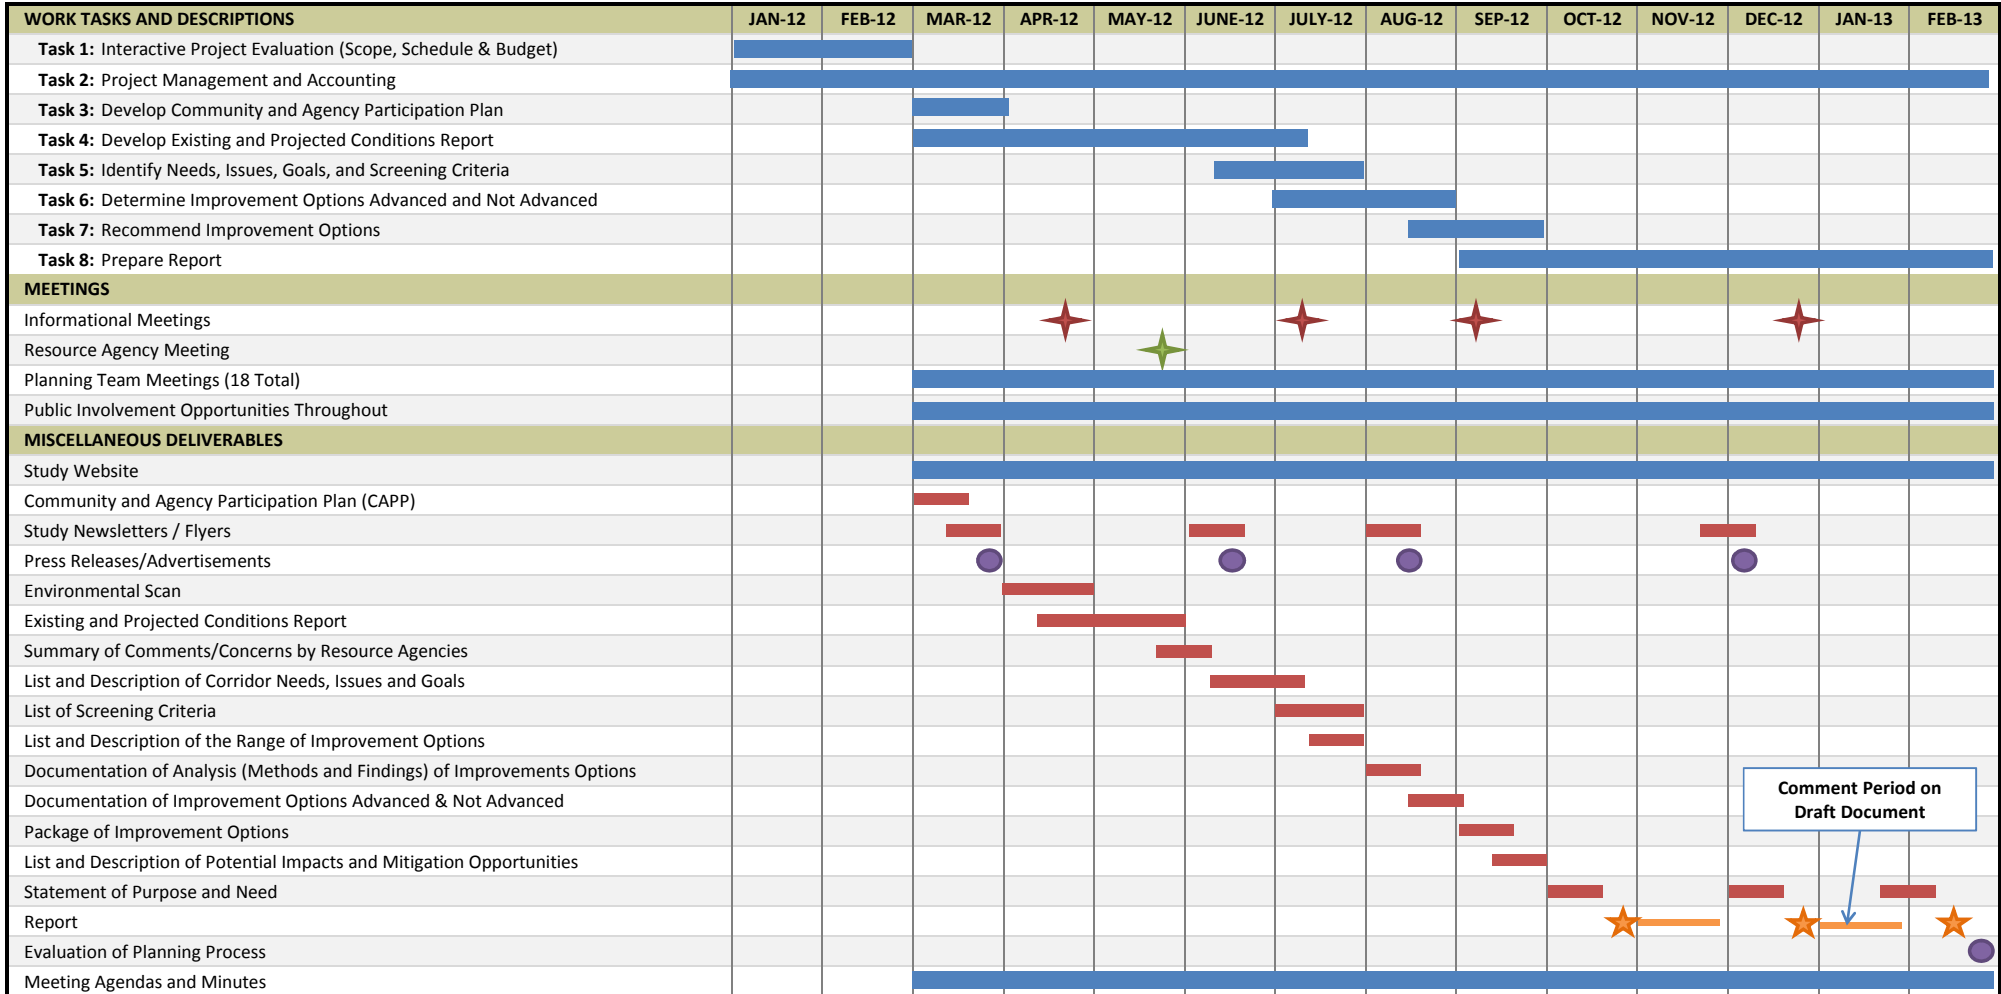 WORK TASKS AND DESCRIPTIONS JAN-12 FEB-12 MAR-12 APR-12 MAY-12 JUNE-12 JULY-12 AUG-12 SEP-12 OCT-12 NOV-12 DEC-12 JAN-13 FEB-13
Task 1: Interactive Project Evaluation (Scope, Schedule & Budget)
Task 2: Project Management and Accounting
Task 3: Develop Community and Agency Participation Plan
Task 4: Develop Existing and Projected Conditions Report
Task 5: Identify Needs, Issues, Goals, and Screening Criteria
Task 6: Determine Improvement Options Advanced and Not Advanced
Task 7: Recommend Improvement Options
Task 8: Prepare Report
MEETINGS
Informational Meetings
Resource Agency Meeting
Planning Team Meetings (18 Total)
Public Involvement Opportunities Throughout
MISCELLANEOUS DELIVERABLES
Study Website
Community and Agency Participation Plan (CAPP)
Study Newsletters / Flyers
Press Releases/Advertisements
Environmental Scan
Existing and Projected Conditions Report
Summary of Comments/Concerns by Resource Agencies
List and Description of Corridor Needs, Issues and Goals
List of Screening Criteria
List and Description of the Range of Improvement Options
Documentation of Analysis (Methods and Findings) of Improvements Options
Documentation of Improvement Options Advanced & Not Advanced
Package of Improvement Options
List and Description of Potential Impacts and Mitigation Opportunities
Statement of Purpose and Need
Report
Evaluation of Planning Process
Meeting Agendas and Minutes
Comment Period on
Draft Document